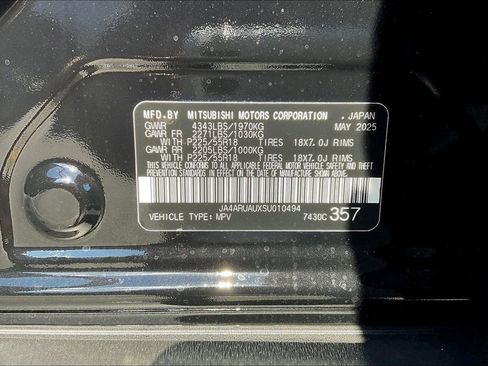 MFD.BY MITSUBISHI MOTORS CORPORATION, JAPAN
GVWR 4343LBS/1970KG MAY 2025
GAWR FR 2271LBS/1030KG
WITH P225/55R18 TIRES 18X7.0J RIMS
GAWR RR 2205LBS/1000KG
WITH P225/55R18 TIRES 18X7.0J RIMS
THIS VEHICLE CONFORMS TO ALL APPLICABLE FEDERAL MOTOR VEHICLE SAFETY AND THEFT
PREVENTION STANDARDS IN EFFECT ON THE DATE OF MANUFACTURE SHOWN ABOVE.
JA4ARUAUXSU010494
VEHICLE TYPE: MPV 7430C 357